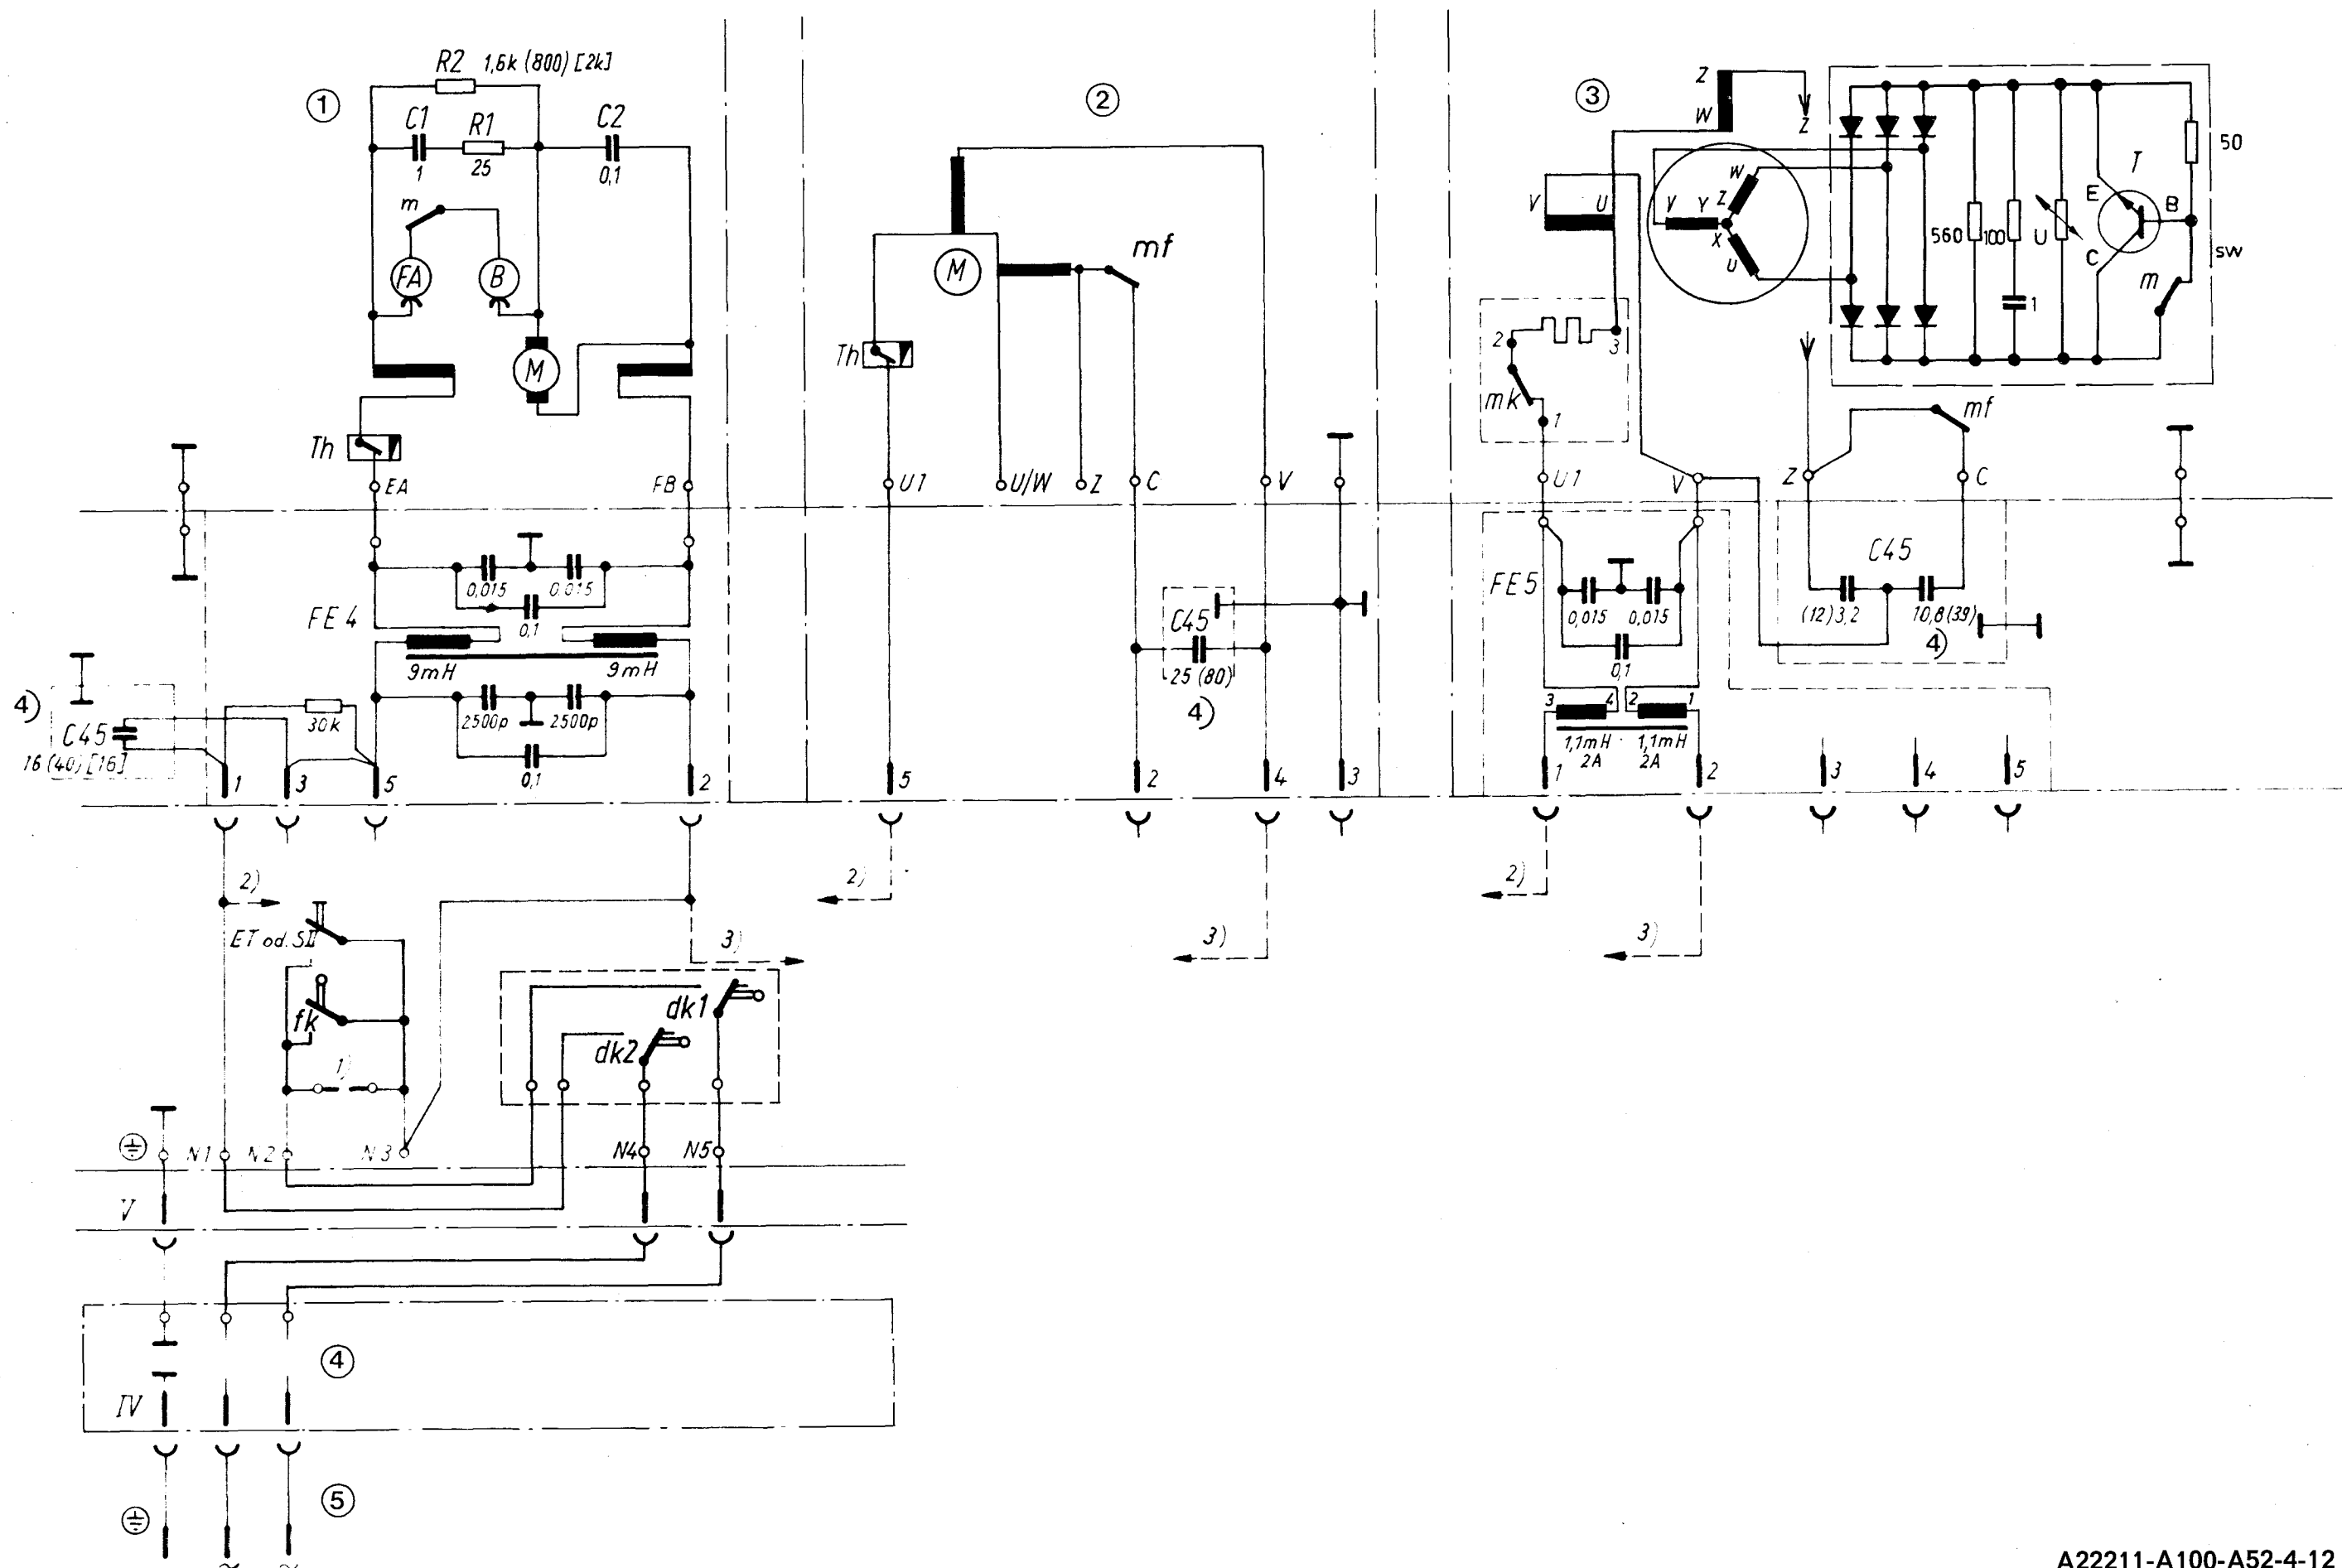 R2 1,6k (800) [2k]
1
C1
R1
C2
1
25
0,1
m
FA
B
M
Th
EA
FB
0,015
0,015
0,1
FE 4
9mH
9mH
30k
2500p
2500p
0,1
4)
C45
16 (40) [16]
1
3
5
2
2
mf
M
Th
U1
U/W
Z
C
V
C45
25 (80)
4)
5
2
4
3
3
Z
W
Z
V
U
W
Z
V
Y
X
U
560
100
U
1
T
E
B
C
50
sw
m
2
3
mk
1
mf
U1
V
Z
C
FE5
0,015
0,015
0,1
C45
(12)3,2
10,8(39)
4)
3
4
2
1
1,1mH
1,1mH
2A
2A
1
2
3
4
5
2)
2)
2)
3)
3)
3)
ET od. SII
fk
1)
dk1
dk2
N1
N2
N3
N4
N5
V
4
IV
5
A22211-A100-A52-4-12